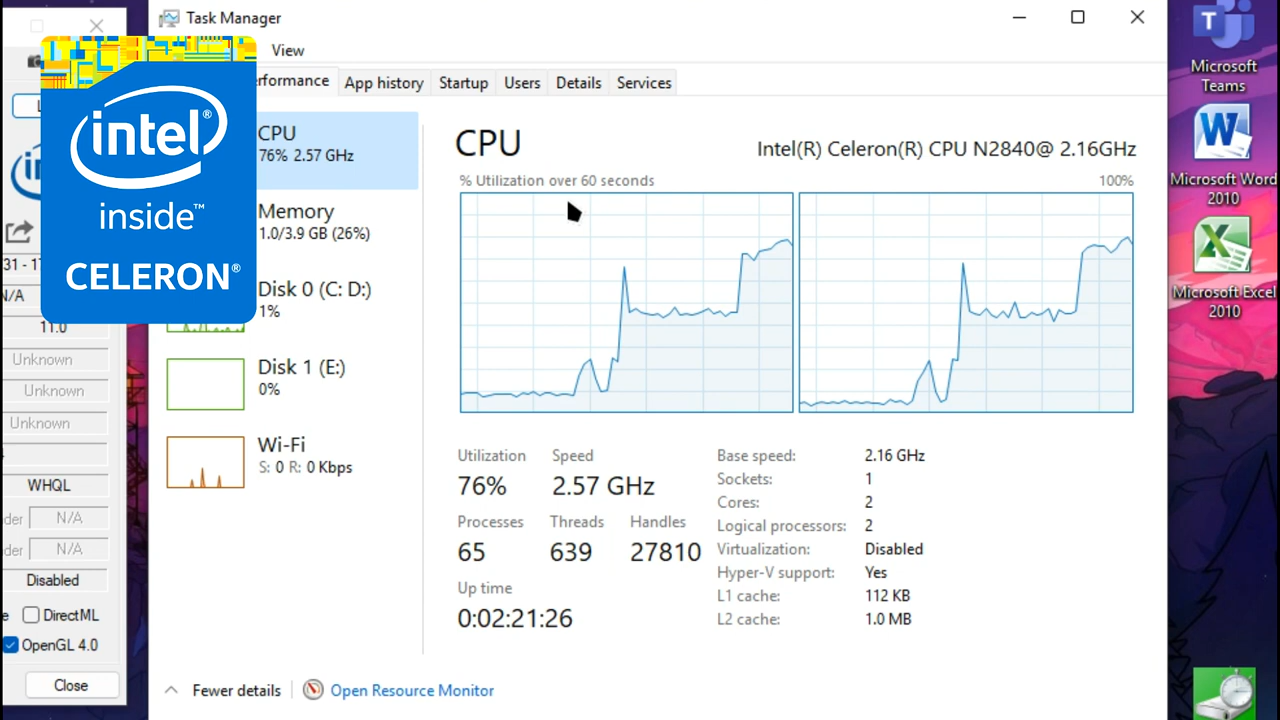 Task Manager
View
erformance
App history
Startup
Users
Details
Services
intel®
inside™
CELERON®
31 - 1
N/A
11.0
Unknown
Unknown
Unknown
WHQL
der N/A
der N/A
Disabled
DirectML
OpenGL 4.0
Close
CPU
76% 2.57 GHz
Memory
1.0/3.9 GB (26%)
Disk 0 (C: D:)
1%
Disk 1 (E:)
0%
Wi-Fi
S: 0 R: 0 Kbps
CPU
Intel(R) Celeron(R) CPU N2840@ 2.16GHz
% Utilization over 60 seconds
100%
Utilization Speed
76% 2.57 GHz
Processes Threads Handles
65 639 27810
Up time
0:02:21:26
Base speed: 2.16 GHz
Sockets: 1
Cores: 2
Logical processors: 2
Virtualization: Disabled
Hyper-V support: Yes
L1 cache: 112 KB
L2 cache: 1.0 MB
Fewer details
Open Resource Monitor
Microsoft
Teams
Microsoft Word
2010
Microsoft Excel
2010